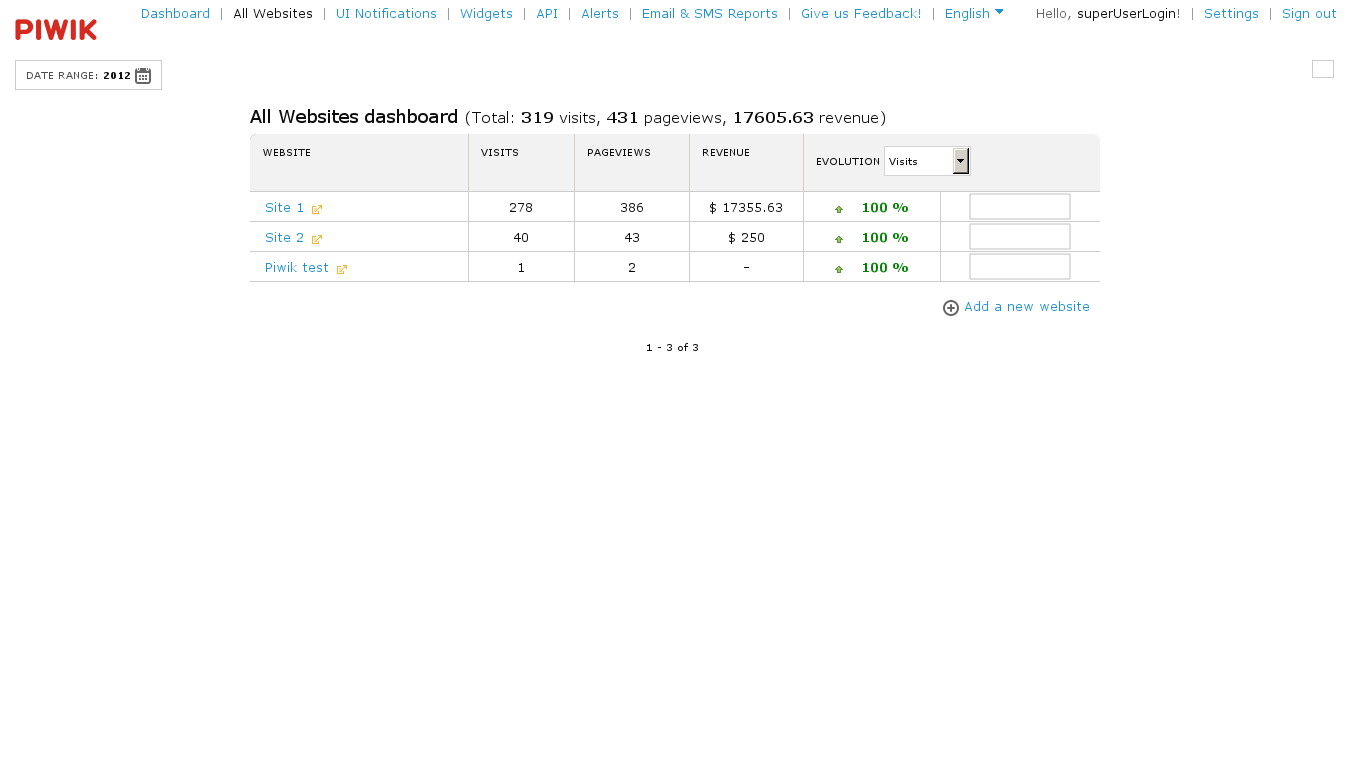 PIWIK
Dashboard | All Websites | UI Notifications | Widgets | API | Alerts | Email & SMS Reports | Give us Feedback! | English
Hello, superUserLogin! | Settings | Sign out
DATE RANGE: 2012
All Websites dashboard (Total: 319 visits, 431 pageviews, 17605.63 revenue)
WEBSITE VISITS PAGEVIEWS REVENUE EVOLUTION Visits
Site 1 278 386 $ 17355.63 100 %
Site 2 40 43 $ 250 100 %
Piwik test 1 2 - 100 %
Add a new website
1 - 3 of 3